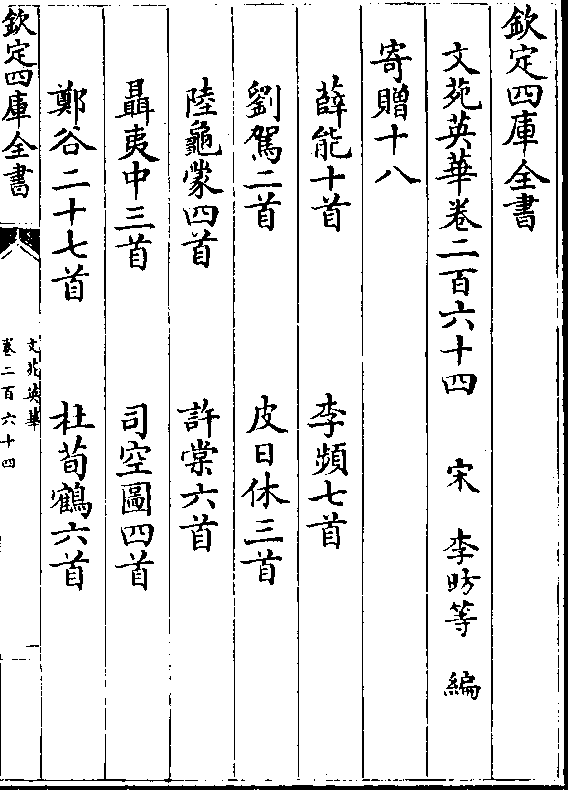 欽定四庫全書
文苑英華卷二百六十四 宋 李昉等 編
寄贈十八
薛能十首 李頻七首
劉駕二首 皮日休三首
陸龜蒙四首 許棠六首
聶夷中三首 司空圖四首
鄭谷二十七首 杜荀鶴六首
欽定四庫全書
文苑英華
卷二百六十四